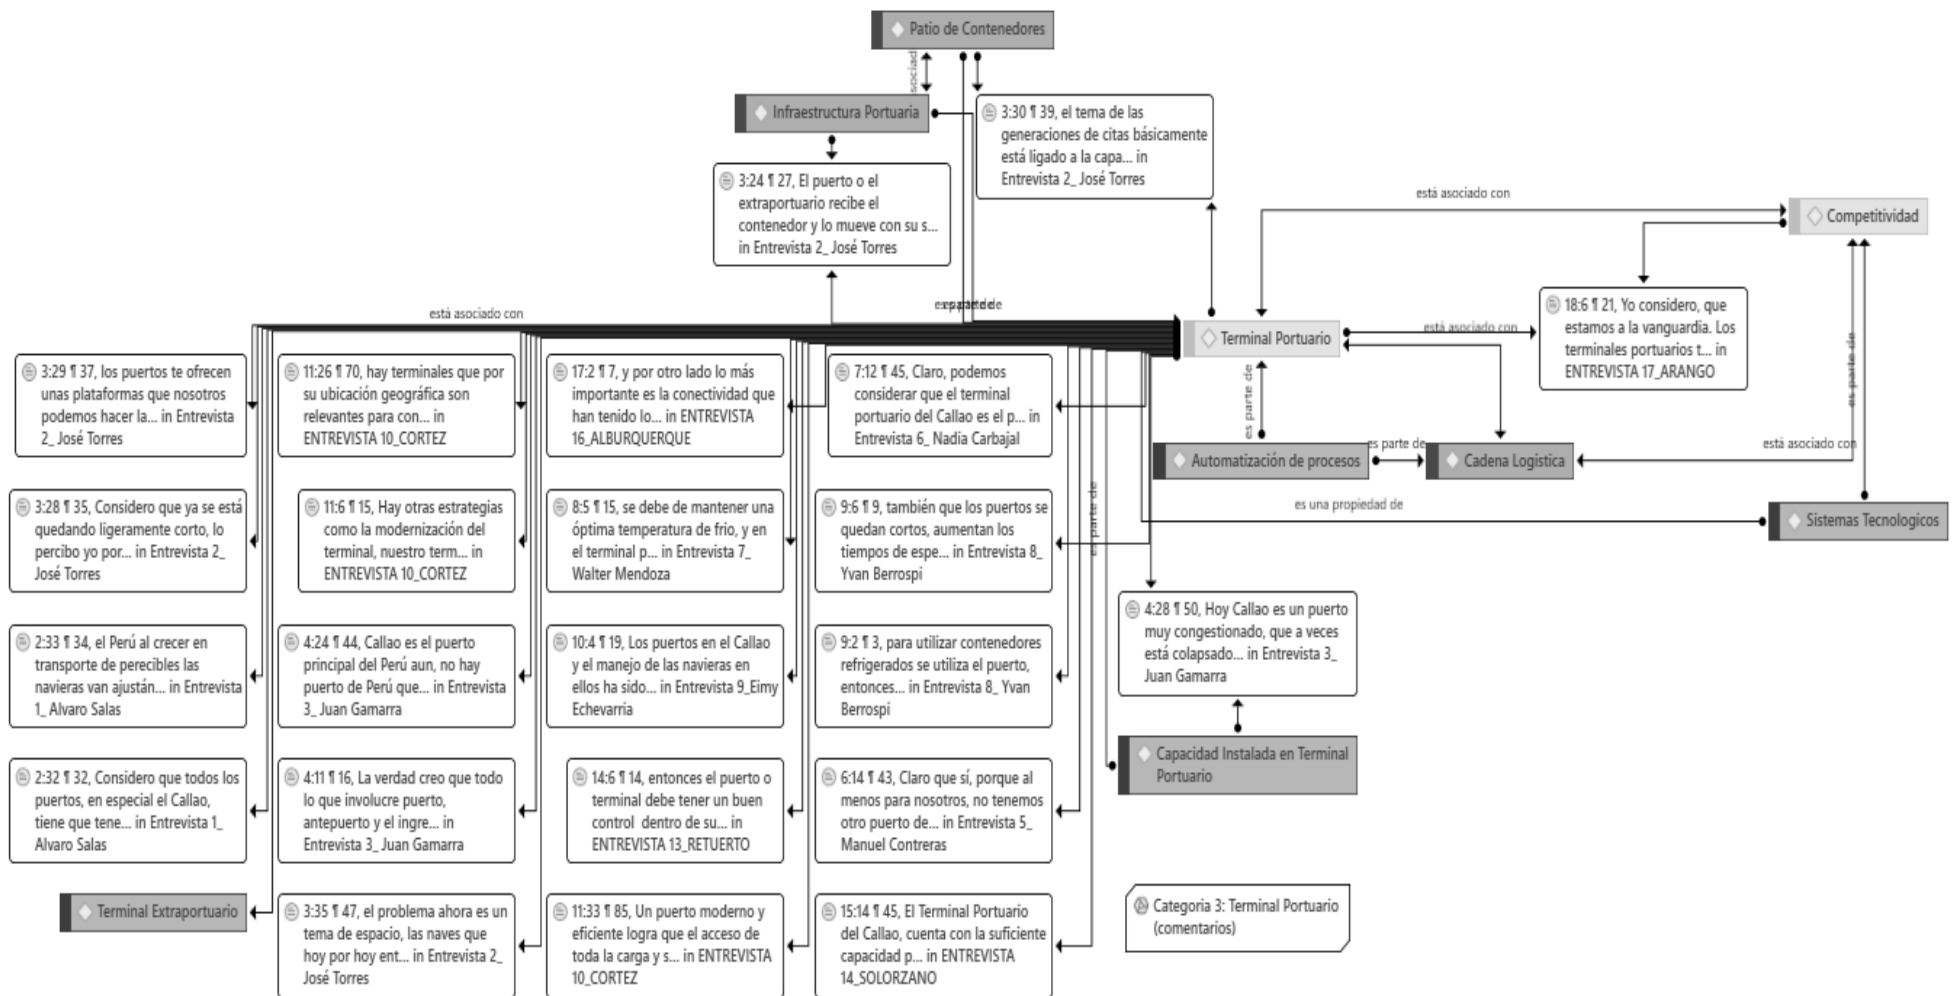 Patio de Contenedores
sociad
Infraestructura Portuaria
3:30 ¶ 39, el tema de las
generaciones de citas básicamente
está ligado a la capa... in
Entrevista 2_ José Torres
3:24 ¶ 27, El puerto o el
extraportuario recibe el
contenedor y lo mueve con su s...
in Entrevista 2_ José Torres
está asociado con
Competitividad
18:6 ¶ 21, Yo considero, que
estamos a la vanguardia. Los
terminales portuarios t... in
ENTREVISTA 17_ARANGO
está asociado con
es parte de
Terminal Portuario
está asociado con
es parte de
3:29 ¶ 37, los puertos te ofrecen
unas plataformas que nosotros
podemos hacer la... in Entrevista
2_ José Torres
11:26 ¶ 70, hay terminales que por
su ubicación geográfica son
relevantes para con... in
ENTREVISTA 10_CORTEZ
17:2 ¶ 7, y por otro lado lo más
importante es la conectividad que
han tenido lo... in ENTREVISTA
16_ALBURQUERQUE
7:12 ¶ 45, Claro, podemos
considerar que el terminal
portuario del Callao es el p... in
Entrevista 6_ Nadia Carbajal
es parte de
Automatización de procesos
es parte de
Cadena Logistica
está asociado con
3:28 ¶ 35, Considero que ya se está
quedando ligeramente corto, lo
percibo yo por... in Entrevista 2_
José Torres
11:6 ¶ 15, Hay otras estrategias
como la modernización del
terminal, nuestro term... in
ENTREVISTA 10_CORTEZ
8:5 ¶ 15, se debe de mantener una
óptima temperatura de frio, y en
el terminal p... in Entrevista 7_
Walter Mendoza
9:6 ¶ 9, también que los puertos se
quedan cortos, aumentan los
tiempos de espe... in Entrevista 8_
Yvan Berrospi
es parte de
es una propiedad de
Sistemas Tecnologicos
2:33 ¶ 34, el Perú al crecer en
transporte de perecibles las
navieras van ajustán... in Entrevista
1_ Alvaro Salas
4:24 ¶ 44, Callao es el puerto
principal del Perú aun, no hay
puerto de Perú que... in Entrevista
3_ Juan Gamarra
10:4 ¶ 19, Los puertos en el Callao
y el manejo de las navieras en
ellos ha sido... in Entrevista 9_Eimy
Echevarria
9:2 ¶ 3, para utilizar contenedores
refrigerados se utiliza el puerto,
entonces... in Entrevista 8_ Yvan
Berrospi
4:28 ¶ 50, Hoy Callao es un puerto
muy congestionado, que a veces
está colapsado... in Entrevista 3_
Juan Gamarra
Capacidad Instalada en Terminal
Portuario
2:32 ¶ 32, Considero que todos los
puertos, en especial el Callao,
tiene que tene... in Entrevista 1_
Alvaro Salas
4:11 ¶ 16, La verdad creo que todo
lo que involucre puerto,
antepuerto y el ingre... in
Entrevista 3_ Juan Gamarra
14:6 ¶ 14, entonces el puerto o
terminal debe tener un buen
control dentro de su... in
ENTREVISTA 13_RETUERTO
6:14 ¶ 43, Claro que sí, porque al
menos para nosotros, no tenemos
otro puerto de... in Entrevista 5_
Manuel Contreras
Terminal Extraportuario
3:35 ¶ 47, el problema ahora es un
tema de espacio, las naves que
hoy por hoy ent... in Entrevista 2_
José Torres
11:33 ¶ 85, Un puerto moderno y
eficiente logra que el acceso de
toda la carga y s... in ENTREVISTA
10_CORTEZ
15:14 ¶ 45, El Terminal Portuario
del Callao, cuenta con la suficiente
capacidad p... in ENTREVISTA
14_SOLORZANO
Categoria 3: Terminal Portuario
(comentarios)